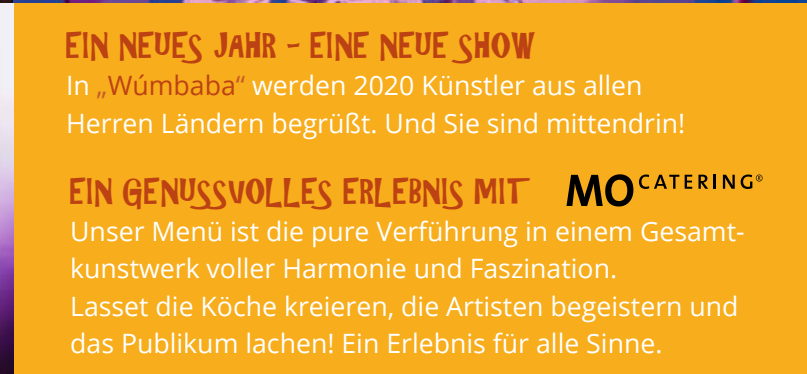 EIN NEUES JAHR - EINE NEUE SHOW
In „Wúmbaba“ werden 2020 Künstler aus allen
Herren Ländern begrüßt. Und Sie sind mittendrin!
EIN GENUSSVOLLES ERLEBNIS MIT MO CATERING®
Unser Menü ist die pure Verführung in einem Gesamt-
kunstwerk voller Harmonie und Faszination.
Lasset die Köche kreieren, die Artisten begeistern und
das Publikum lachen! Ein Erlebnis für alle Sinne.